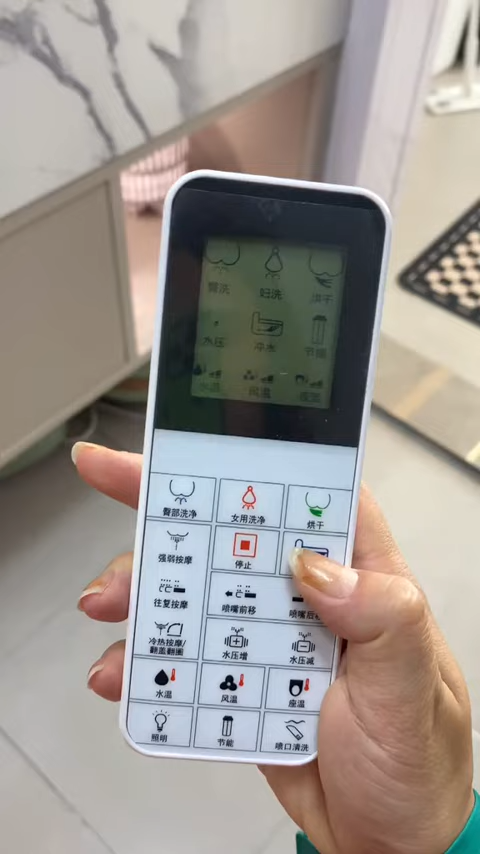 臀洗 妇洗 烘干
水压 冲水 节能
水温 风温 座温
臀部洗净 女用洗净 烘干
强弱按摩 停止
往复按摩 喷嘴前移 喷嘴后
冷热按摩/
翻盖翻圈 水压增 水压减
水温 风温 座温
照明 节能 喷口清洗